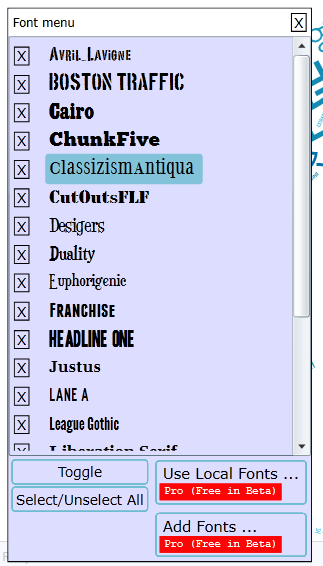 Font menu X
X AVRIL_LAVIGNE
X BOSTON TRAFFIC
X Cairo
X ChunkFive
X ClassizismAntiqua
X CutOutsFLF
X Desigers
X Duality
X Euphorigenic
X FRANCHISE
X HEADLINE ONE
X Justus
X LANE A
X League Gothic
X Liberation Serif
Toggle
Select/Unselect All
Use Local Fonts ...
Pro (Free in Beta)
Add Fonts ...
Pro (Free in Beta)